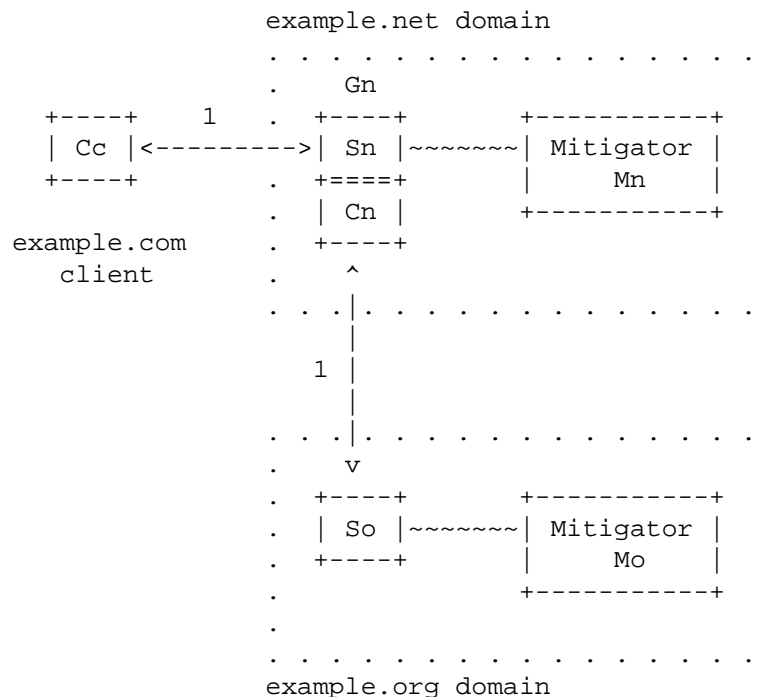 example.net domain
Gn
1
Cc
Sn
Mitigator
Mn
Cn
example.com
client
1
So
Mitigator
Mo
example.org domain